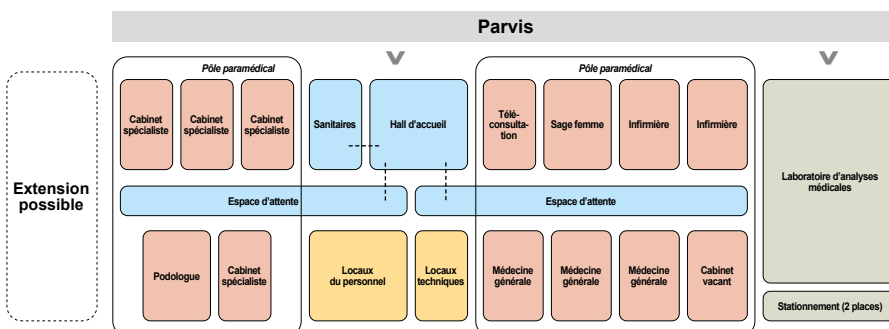 Parvis
Pôle paramédical
Pôle paramédical
Cabinet
spécialiste
Cabinet
spécialiste
Cabinet
spécialiste
Sanitaires
Hall d'accueil
Télé-
consulta-
tion
Sage femme
Infirmière
Infirmière
Laboratoire d'analyses
médicales
Extension
possible
Espace d'attente
Espace d'attente
Podologue
Cabinet
spécialiste
Locaux
du personnel
Locaux
techniques
Médecine
générale
Médecine
générale
Médecine
générale
Cabinet
vacant
Stationnement (2 places)